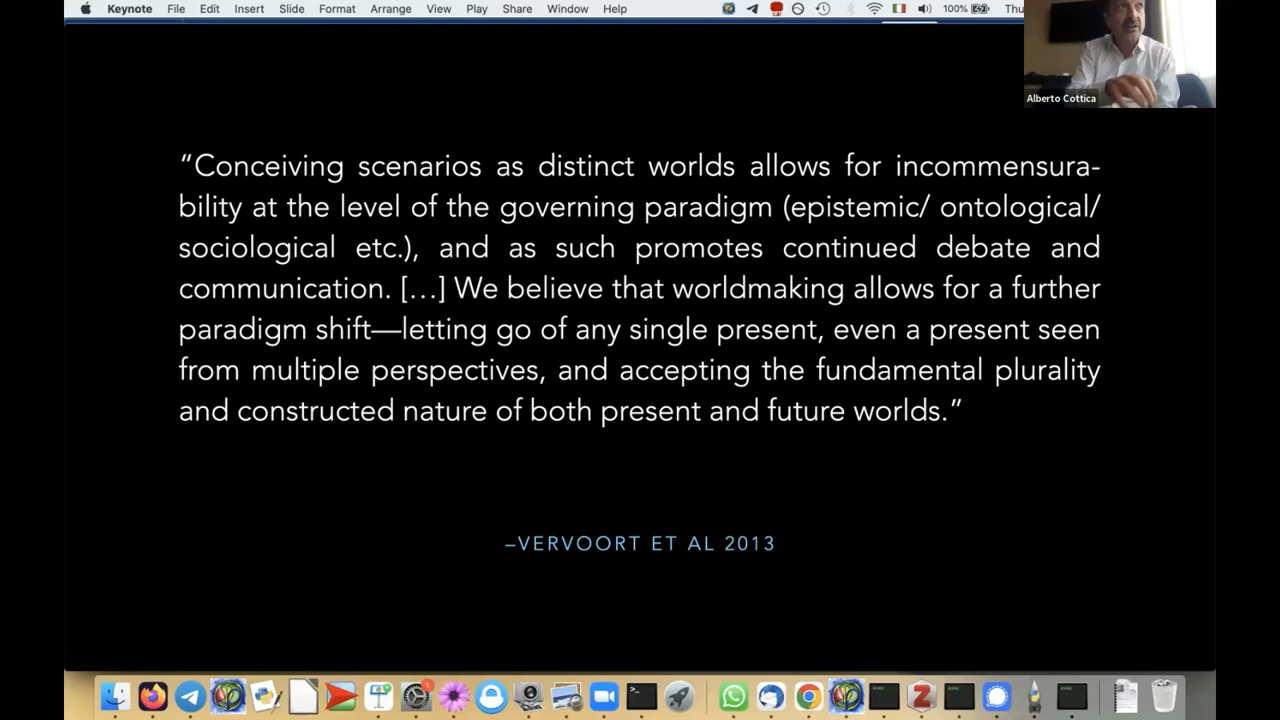 Keynote File Edit Insert Slide Format Arrange View Play Share Window Help 100% Thu
Alberto Cottica
“Conceiving scenarios as distinct worlds allows for incommensura-
bility at the level of the governing paradigm (epistemic/ ontological/
sociological etc.), and as such promotes continued debate and
communication. […] We believe that worldmaking allows for a further
paradigm shift—letting go of any single present, even a present seen
from multiple perspectives, and accepting the fundamental plurality
and constructed nature of both present and future worlds.”
–VERVOORT ET AL 2013